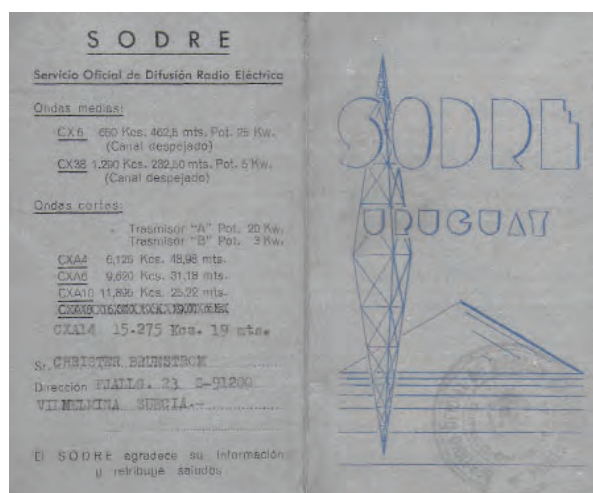 SODRE
Servicio Oficial de Difusión Radio Eléctrica
Ondas medias:
CX6 650 Kcs. 462,5 mts. Pot. 25 Kw.
(Canal despejado)
CX38 1.290 Kcs. 232,50 mts. Pot. 5 Kw.
(Canal despejado)
Ondas cortas:
Trasmisor "A" Pot. 20 Kw.
Trasmisor "B" Pot. 3 Kw.
CXA4 6,125 Kcs. 48,98 mts.
CXA6 9,620 Kcs. 31,18 mts.
CXA10 11,895 Kcs. 25,22 mts.
CXA14 15.275 Kcs. 19 mts.
Sr. CHRISTER BRUNSTROM
Dirección FJALLG. 23 S-91200
VILHELMINA SUECIA.-
El SODRE agradece su información
y retribuye saludos
SODRE
URUGUAY